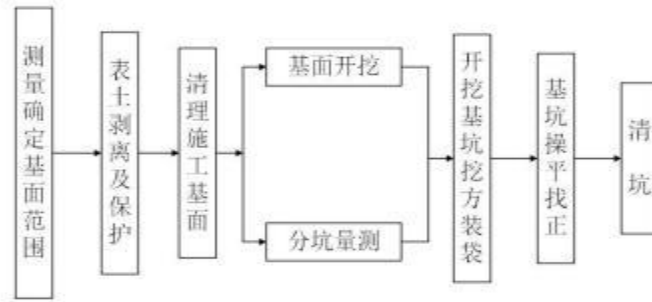 测量确定基面范围
表土剥离及保护
清理施工基面
基面开挖
分坑量测
开挖基坑挖方装袋
基坑操平找正
清坑